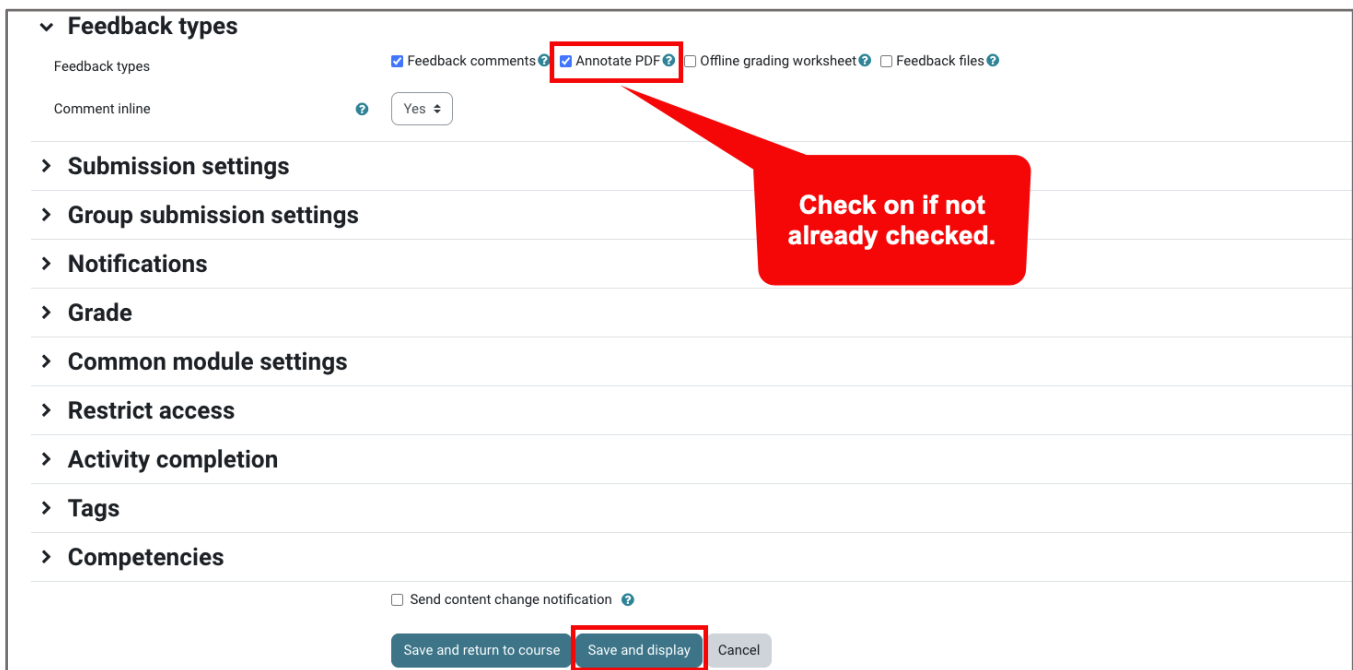 Feedback types
Feedback types
Feedback comments
Annotate PDF
Offline grading worksheet
Feedback files
Comment inline
Yes
Submission settings
Group submission settings
Notifications
Grade
Common module settings
Restrict access
Activity completion
Tags
Competencies
Check on if not
already checked.
Send content change notification
Save and return to course
Save and display
Cancel